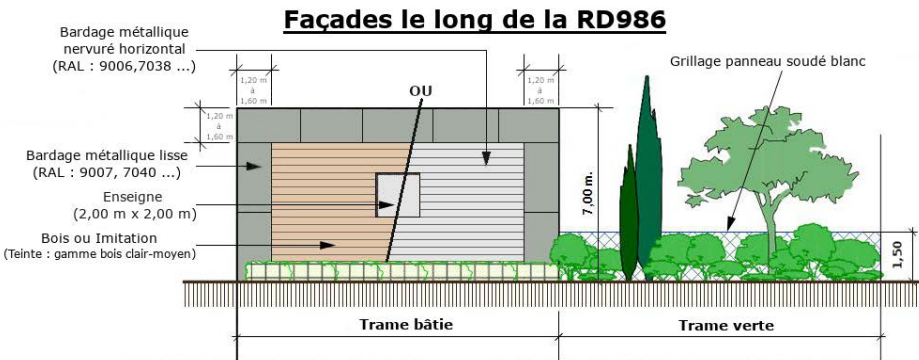 Façades le long de la RD986
Bardage métallique
nervuré horizontal
(RAL : 9006,7038 ...)
1,20 m
à
1,60 m
1,20 m
à
1,60 m
Grillage panneau soudé blanc
OU
1,20 m
à
1,60 m
Bardage métallique lisse
(RAL : 9007, 7040 ...)
Enseigne
(2,00 m x 2,00 m)
7,00 m.
Bois ou Imitation
(Teinte : gamme bois clair-moyen)
1,50
Trame bâtie
Trame verte